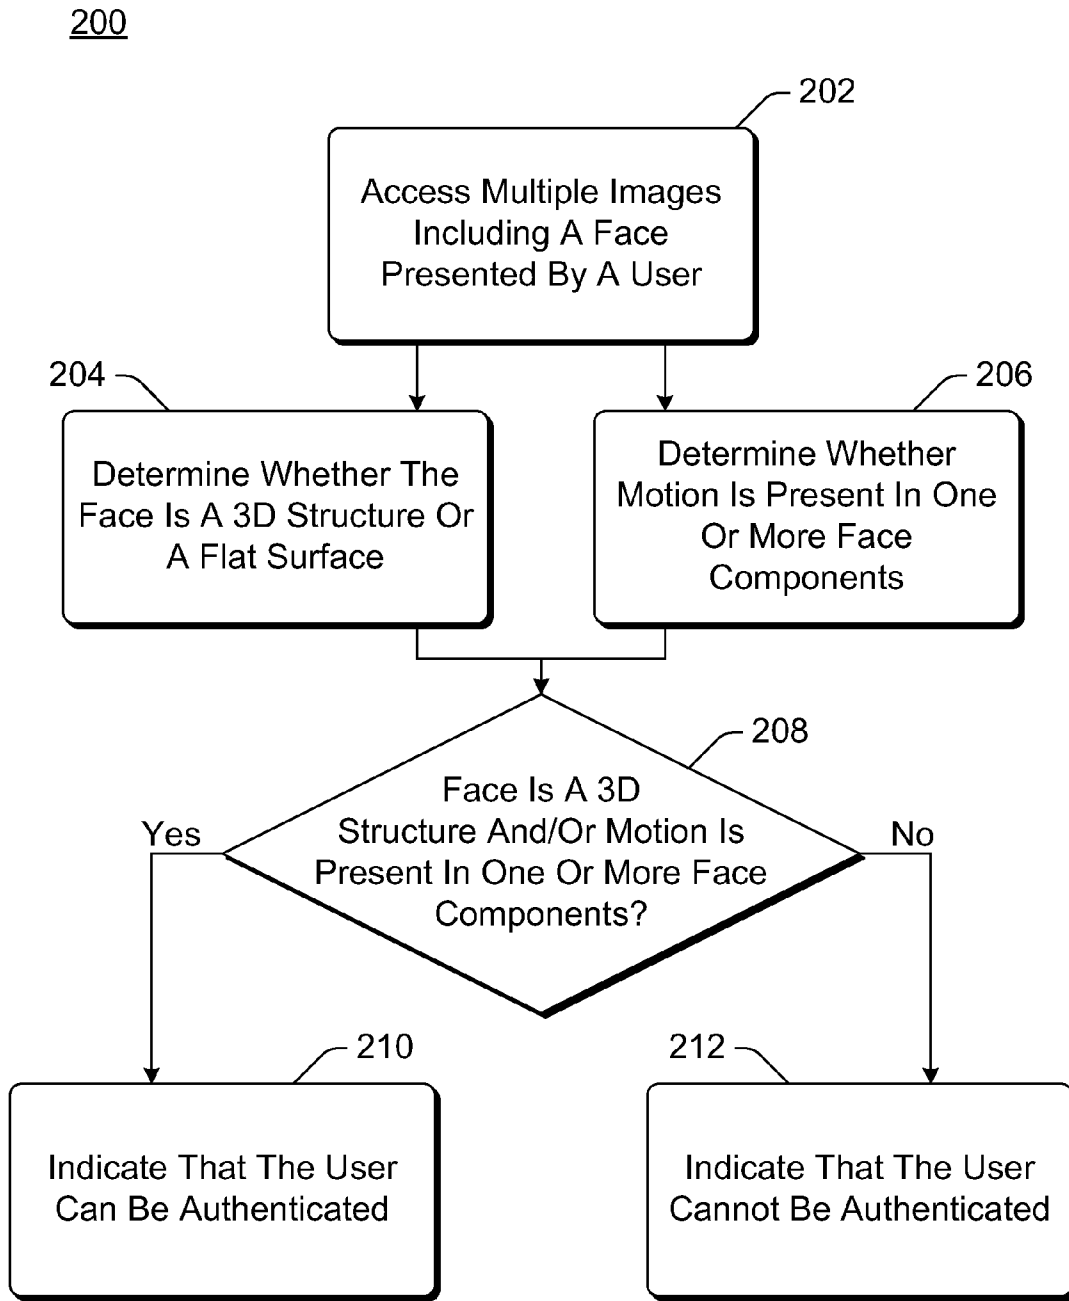 200
202
Access Multiple Images
Including A Face
Presented By A User
204
206
Determine Whether The
Face Is A 3D Structure Or
A Flat Surface
Determine Whether
Motion Is Present In One
Or More Face
Components
208
Face Is A 3D
Structure And/Or Motion Is
Present In One Or More Face
Components?
Yes
No
210
212
Indicate That The User
Can Be Authenticated
Indicate That The User
Cannot Be Authenticated